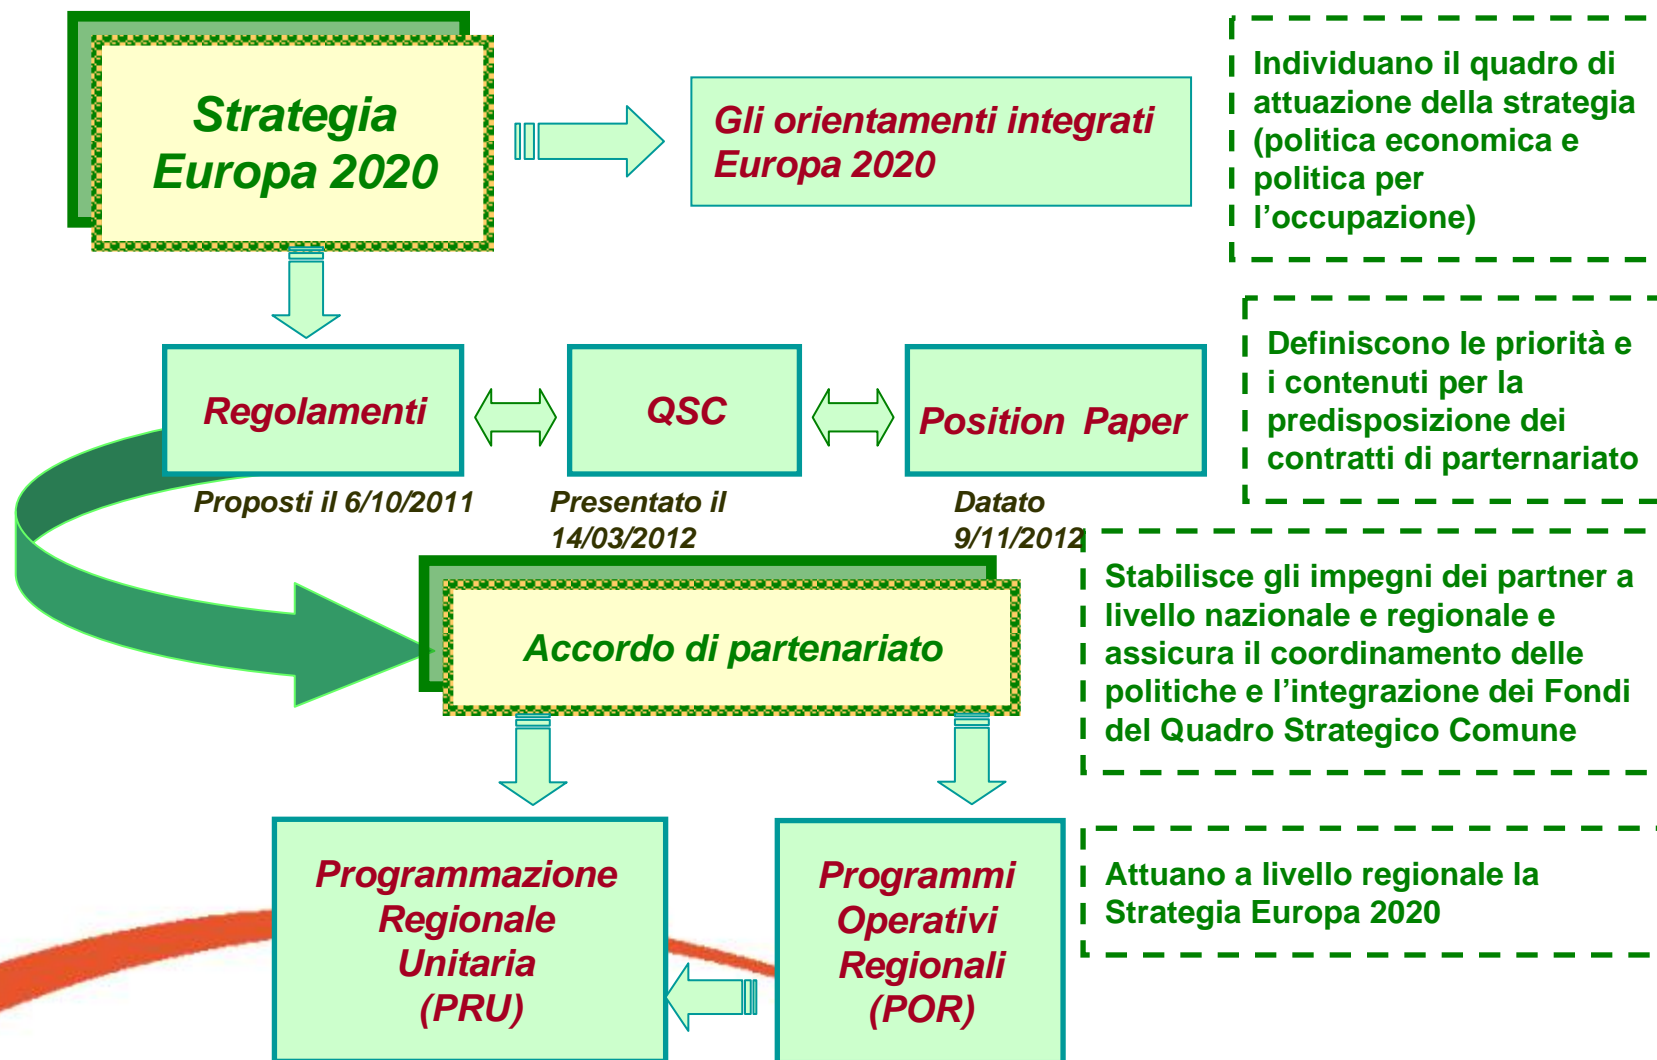 Strategia
Europa 2020
Gli orientamenti integrati
Europa 2020
Individuano il quadro di
attuazione della strategia
(politica economica e
politica per
l’occupazione)
Regolamenti
QSC
Position Paper
Definiscono le priorità e
i contenuti per la
predisposizione dei
contratti di parternariato
Proposti il 6/10/2011
Presentato il
14/03/2012
Datato
9/11/2012
Accordo di partenariato
Stabilisce gli impegni dei partner a
livello nazionale e regionale e
assicura il coordinamento delle
politiche e l’integrazione dei Fondi
del Quadro Strategico Comune
Programmazione
Regionale
Unitaria
(PRU)
Programmi
Operativi
Regionali
(POR)
Attuano a livello regionale la
Strategia Europa 2020